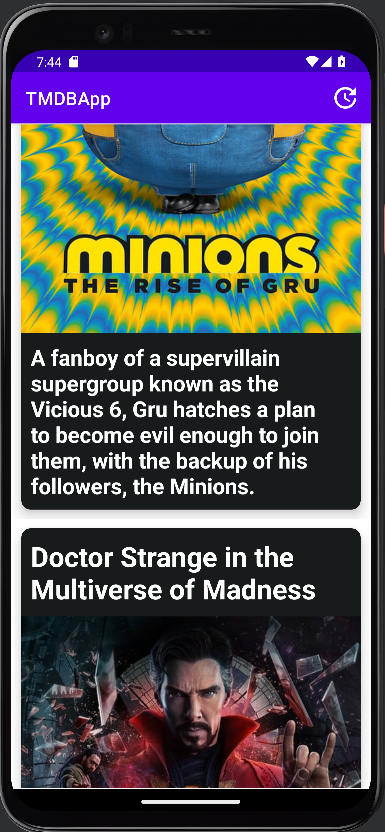 7:44
TMDBApp
minions
THE RISE OF GRU
A fanboy of a supervillain
supergroup known as the
Vicious 6, Gru hatches a plan
to become evil enough to join
them, with the backup of his
followers, the Minions.
Doctor Strange in the
Multiverse of Madness